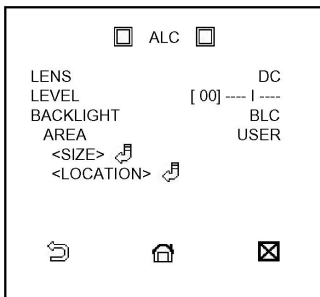 ALC
LENS DC
LEVEL [ 00] ---- I ----
BACKLIGHT BLC
AREA USER
<SIZE>
<LOCATION>